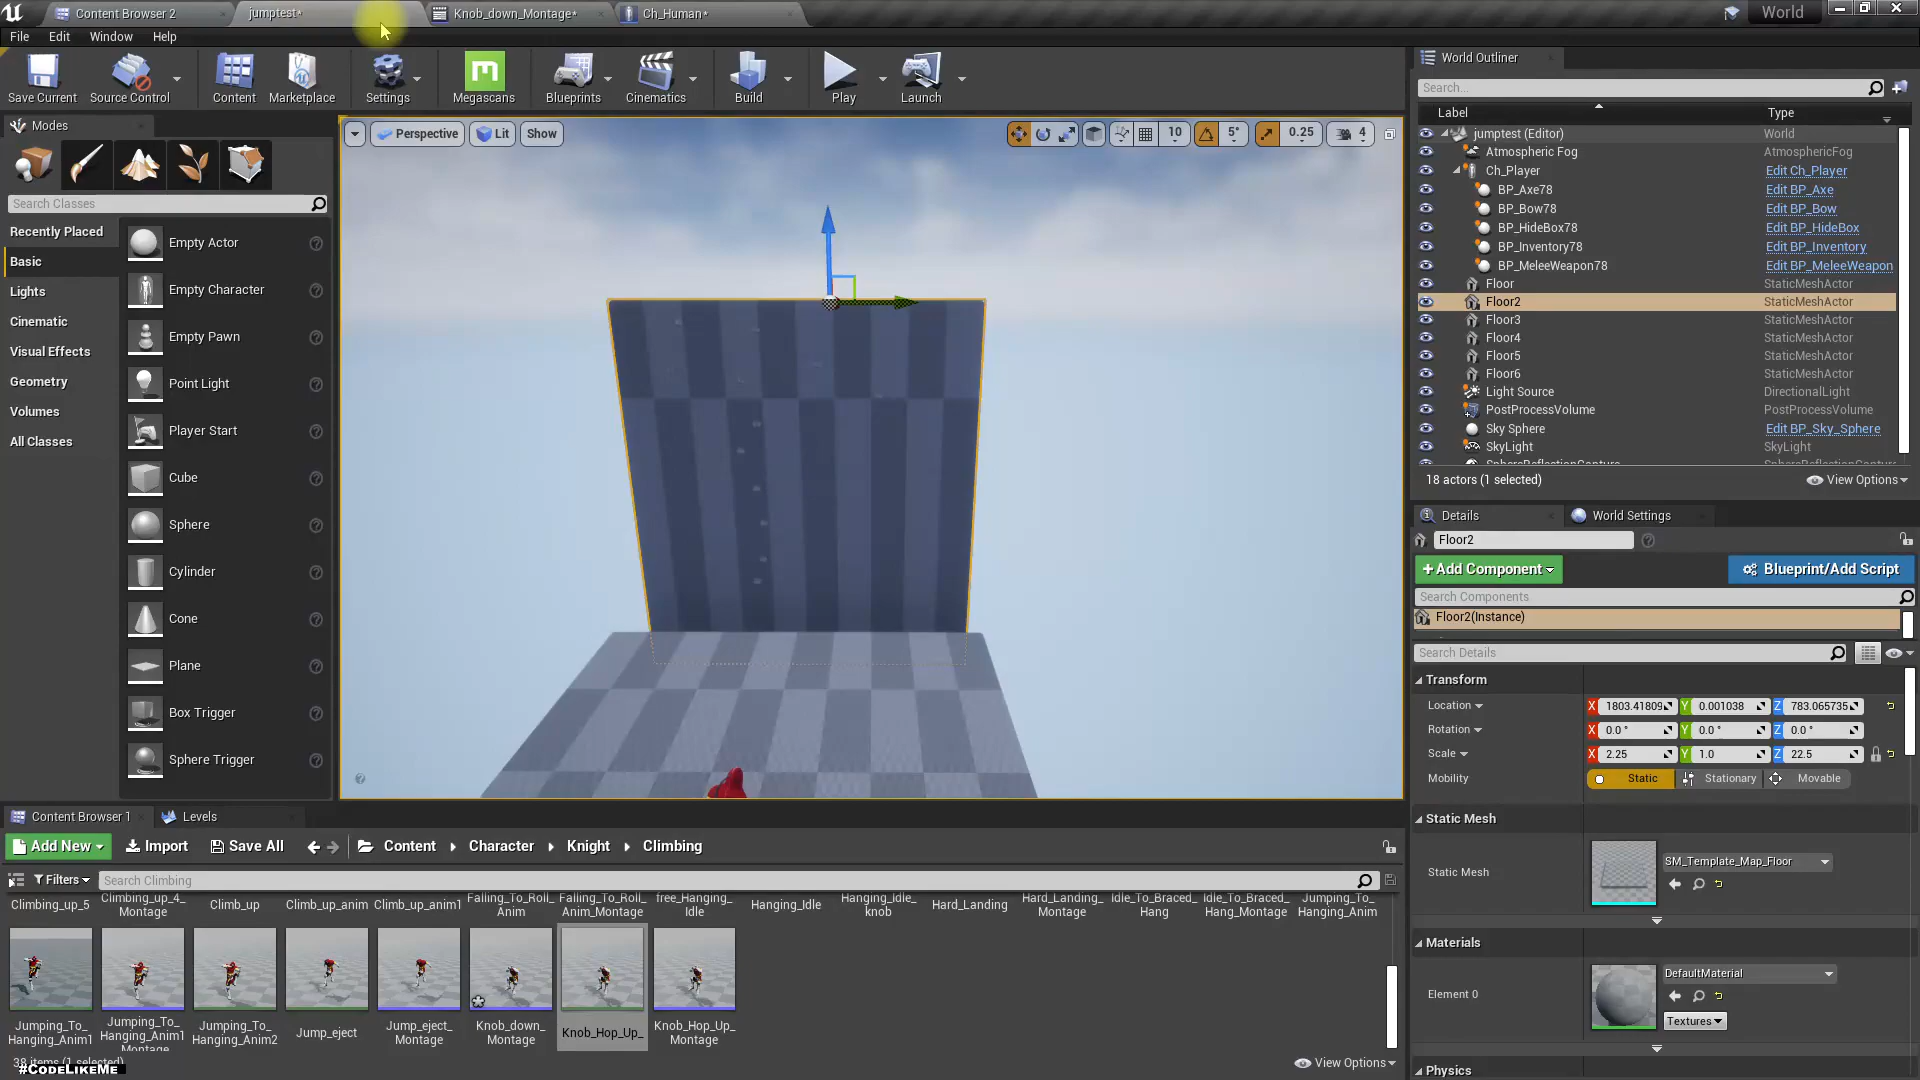 Content Browser 2
jumptest*
Knob_down_Montage*
Ch_Human*
World
File Edit Window Help
Save Current
Source Control
Content
Marketplace
Settings
Megascans
Blueprints
Cinematics
Build
Play
Launch
Modes
Search Classes
Recently Placed
Basic
Lights
Cinematic
Visual Effects
Geometry
Volumes
All Classes
Empty Actor
Empty Character
Empty Pawn
Point Light
Player Start
Cube
Sphere
Cylinder
Cone
Plane
Box Trigger
Sphere Trigger
Perspective
Lit
Show
10
5°
0.25
4
World Outliner
Search...
Label Type
jumptest (Editor) World
Atmospheric Fog AtmosphericFog
Ch_Player Edit Ch_Player
BP_Axe78 Edit BP_Axe
BP_Bow78 Edit BP_Bow
BP_HideBox78 Edit BP_HideBox
BP_Inventory78 Edit BP_Inventory
BP_MeleeWeapon78 Edit BP_MeleeWeapon
Floor StaticMeshActor
Floor2 StaticMeshActor
Floor3 StaticMeshActor
Floor4 StaticMeshActor
Floor5 StaticMeshActor
Floor6 StaticMeshActor
Light Source DirectionalLight
PostProcessVolume PostProcessVolume
Sky Sphere Edit BP_Sky_Sphere
SkyLight SkyLight
18 actors (1 selected)
View Options
Details
World Settings
Floor2
+Add Component
Blueprint/Add Script
Search Components
Floor2(Instance)
Search Details
Transform
Location X 1803.41809 Y 0.001038 Z 783.065735
Rotation X 0.0 ° Y 0.0 ° Z 0.0 °
Scale X 2.25 Y 1.0 Z 22.5
Mobility Static Stationary Movable
Static Mesh
Static Mesh
SM_Template_Map_Floor
Materials
Element 0
DefaultMaterial
Textures
Physics
Content Browser 1
Levels
Add New
Import
Save All
Content
Character
Knight
Climbing
Filters
Search Climbing
Climbing_up_5
Climbing_up_4_
Montage
Climb_up
Climb_up_anim
Climb_up_anim1
Falling_To_Roll_
Anim
Falling_To_Roll_
Anim_Montage
free_Hanging_
Idle
Hanging_Idle
Hanging_Idle_
knob
Hard_Landing
Hard_Landing_
Montage
Idle_To_Braced_
Hang
Idle_To_Braced_
Hang_Montage
Jumping_To_
Hanging_Anim
Jumping_To_
Hanging_Anim1
Jumping_To_
Hanging_Anim1
Montage
Jumping_To_
Hanging_Anim2
Jump_eject
Jump_eject_
Montage
Knob_down_
Montage
Knob_Hop_Up_
Knob_Hop_Up_
Montage
38 items (1 selected)
View Options
#CodeLikeMe